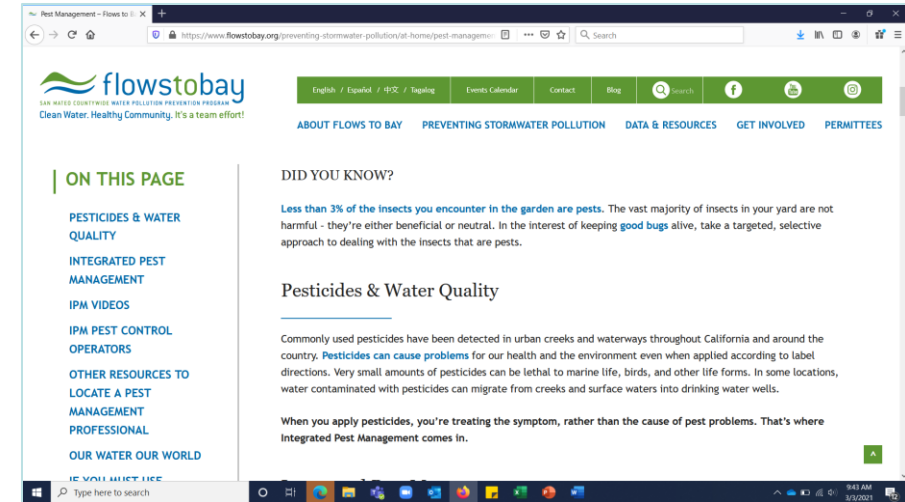 Pest Management – Flows to B
https://www.flowstobay.org/preventing-stormwater-pollution/at-home/pest-managemen
Search
flowstobay
SAN MATEO COUNTYWIDE WATER POLLUTION PREVENTION PROGRAM
Clean Water. Healthy Community. It's a team effort!
English / Español / 中文 / Tagalog
Events Calendar
Contact
Blog
Search
ABOUT FLOWS TO BAY
PREVENTING STORMWATER POLLUTION
DATA & RESOURCES
GET INVOLVED
PERMITTEES
ON THIS PAGE
PESTICIDES & WATER
QUALITY
INTEGRATED PEST
MANAGEMENT
IPM VIDEOS
IPM PEST CONTROL
OPERATORS
OTHER RESOURCES TO
LOCATE A PEST
MANAGEMENT
PROFESSIONAL
OUR WATER OUR WORLD
IF YOU MUST USE
DID YOU KNOW?
Less than 3% of the insects you encounter in the garden are pests. The vast majority of insects in your yard are not
harmful - they're either beneficial or neutral. In the interest of keeping good bugs alive, take a targeted, selective
approach to dealing with the insects that are pests.
Pesticides & Water Quality
Commonly used pesticides have been detected in urban creeks and waterways throughout California and around the
country. Pesticides can cause problems for our health and the environment even when applied according to label
directions. Very small amounts of pesticides can be lethal to marine life, birds, and other life forms. In some locations,
water contaminated with pesticides can migrate from creeks and surface waters into drinking water wells.
When you apply pesticides, you're treating the symptom, rather than the cause of pest problems. That's where
Integrated Pest Management comes in.
Type here to search
9:43 AM
3/3/2021